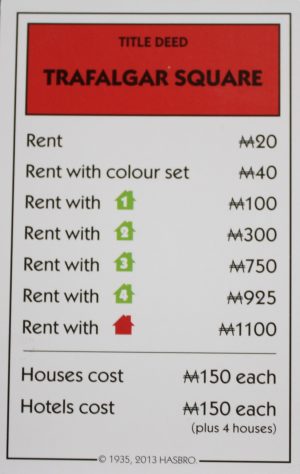 TITLE DEED
TRAFALGAR SQUARE
Rent ₩20
Rent with colour set ₩40
Rent with 1 ₩100
Rent with 2 ₩300
Rent with 3 ₩750
Rent with 4 ₩925
Rent with ₩1100
Houses cost ₩150 each
Hotels cost ₩150 each
(plus 4 houses)
© 1935, 2013 HASBRO.